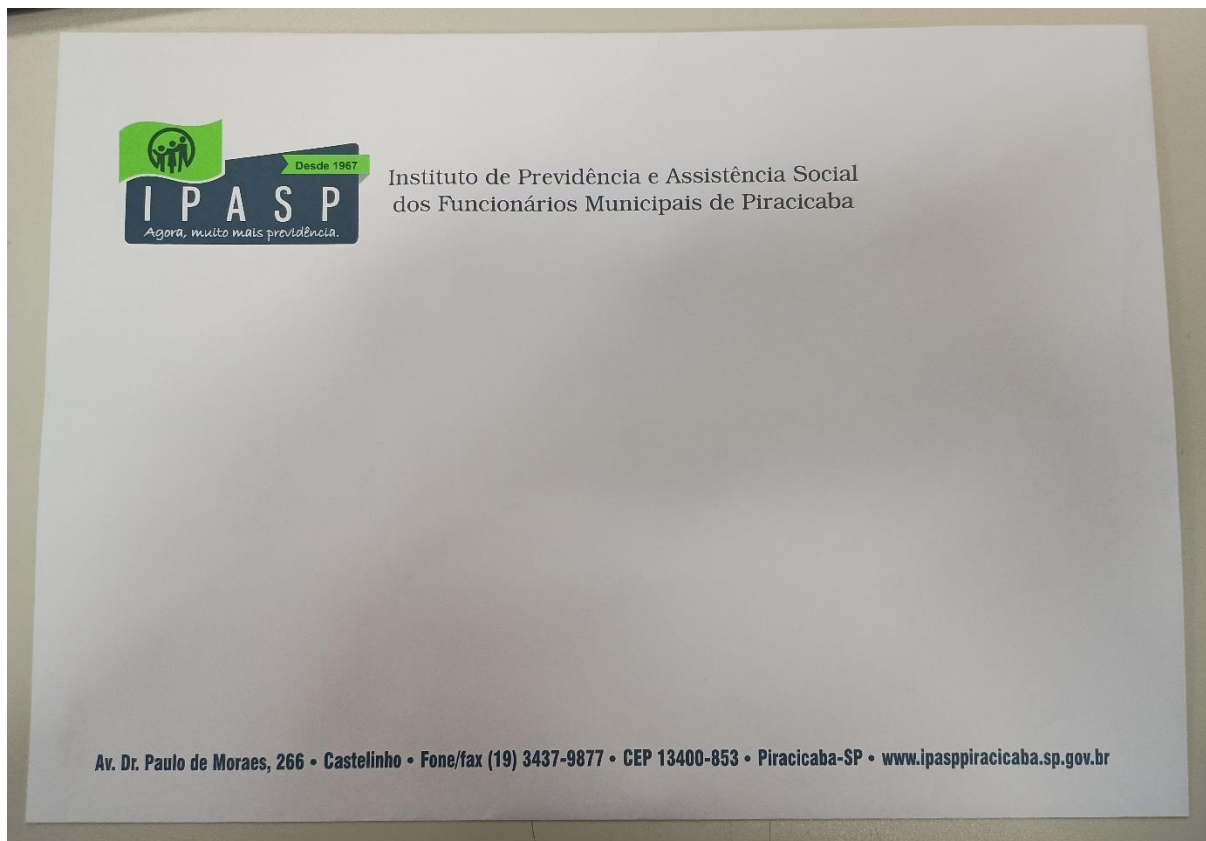 Desde 1967
IPASP
Agora, muito mais previdência.
Instituto de Previdência e Assistência Social
dos Funcionários Municipais de Piracicaba
Av. Dr. Paulo de Moraes, 266 • Castelinho • Fone/fax (19) 3437-9877 • CEP 13400-853 • Piracicaba-SP • www.ipasppiracicaba.sp.gov.br